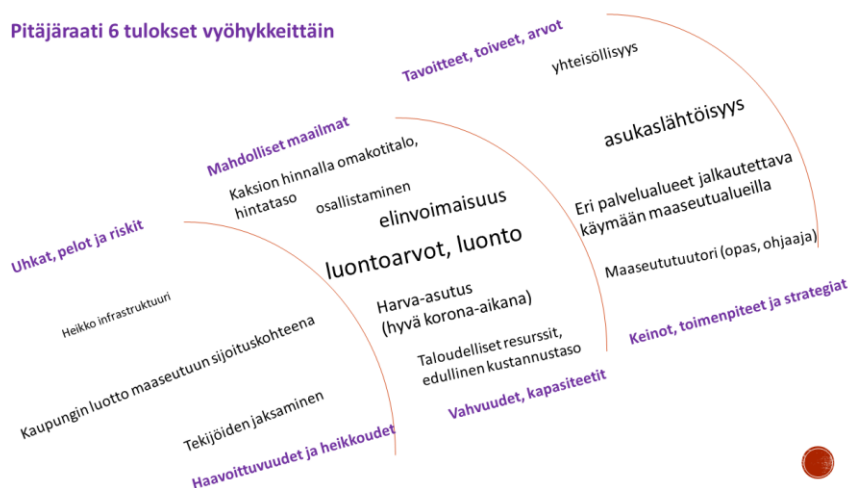 Pitäjäraati 6 tulokset vyöhykkeittäin
Tavoitteet, toiveet, arvot
yhteisöllisyys
asukaslähtöisyys
Eri palvelualueet jalkautettava
käymään maaseutualueilla
Maaseututuutori (opas, ohjaaja)
Keinot, toimenpiteet ja strategiat
Mahdolliset maailmat
Kaksion hinnalla omakotitalo,
hintataso
osallistaminen
elinvoimaisuus
luontoarvot, luonto
Harva-asutus
(hyvä korona-aikana)
Taloudelliset resurssit,
edullinen kustannustaso
Vahvuudet, kapasiteetit
Uhkat, pelot ja riskit
Heikko infrastruktuuri
Kaupungin luotto maaseutuun sijoituskohteena
Tekijöiden jaksaminen
Haavoittuvuudet ja heikkoudet